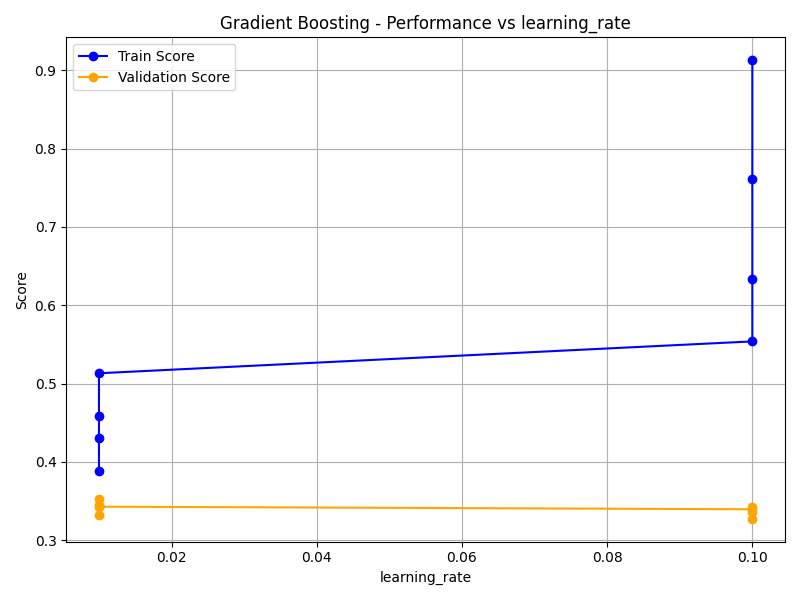 Gradient Boosting - Performance vs learning_rate
Train Score
Validation Score
0.9
0.8
0.7
0.6
0.5
0.4
0.3
Score
0.02
0.04
0.06
0.08
0.10
learning_rate